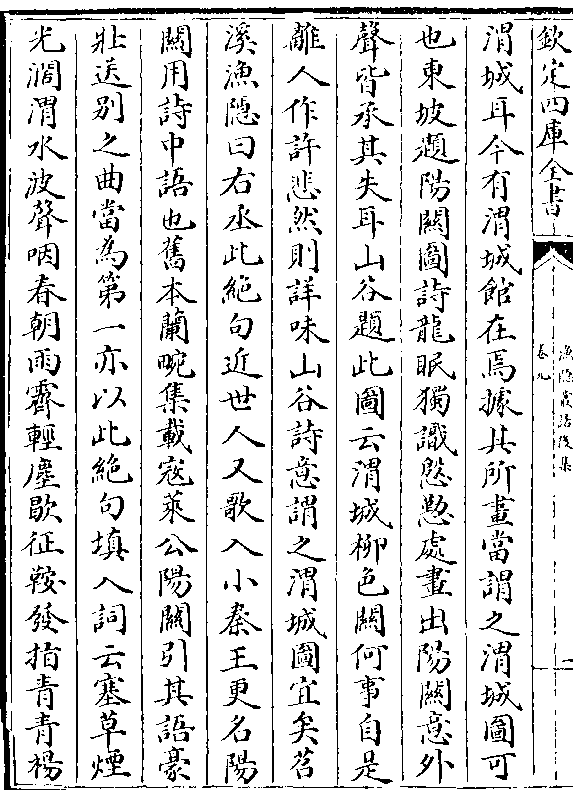 欽定四庫全書
漁隱叢話後集
卷九
渭城耳今有渭城館在焉據其所畫當謂之渭城圖可
也東坡題陽關圖詩龍眠獨識慇懃處畫出陽關意外
聲皆承其失耳山谷題此圖云渭城柳色關何事自是
離人作許悲然則詳味山谷詩意謂之渭城圖宜矣苕
溪漁隱曰右丞此絶句近世人又歌入小秦王更名陽
關用詩中語也舊本蘭畹集載寇萊公陽關引其語豪
壯送别之曲當為第一亦以此絶句填入詞云塞草煙
光濶渭水波聲咽春朝雨霽輕塵歇征鞍發指青青楊